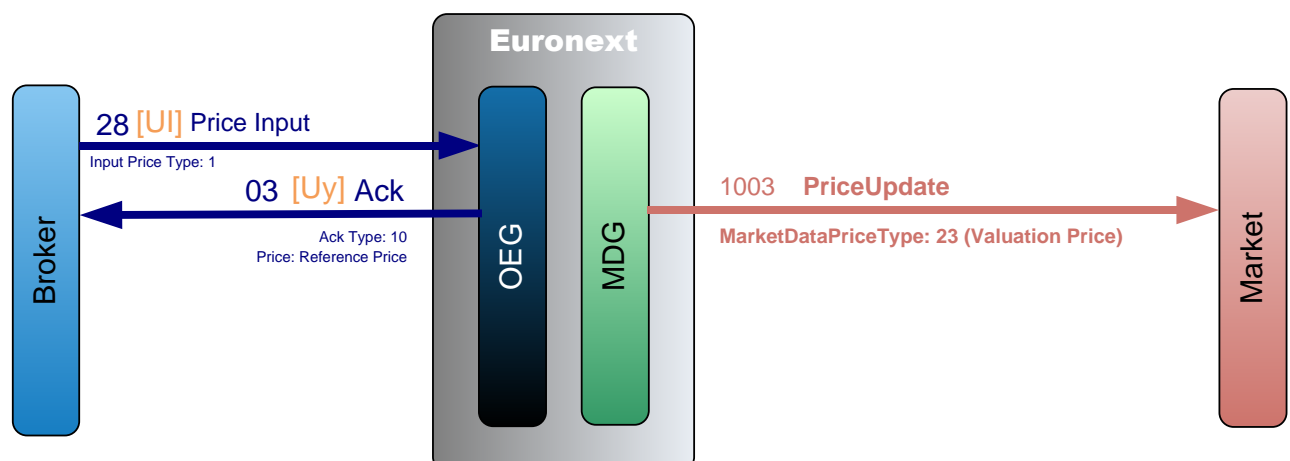 Euronext
28 [UI] Price Input
Input Price Type: 1
03 [Uy] Ack
Ack Type: 10
Price: Reference Price
1003 PriceUpdate
MarketDataPriceType: 23 (Valuation Price)
Broker
OEG
MDG
Market